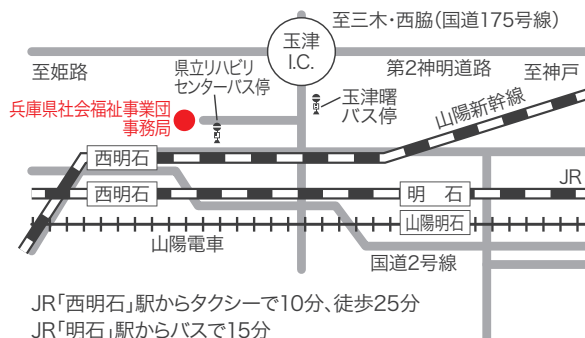 至三木・西脇(国道175号線)
玉津
I.C.
至姫路
県立リハビリ
センターバス停
第2神明道路
至神戸
兵庫県社会福祉事業団
事務局
玉津曙
バス停
山陽新幹線
西明石
JR
西明石
明石
山陽明石
山陽電車
国道2号線
JR「西明石」駅からタクシーで10分、徒歩25分
JR「明石」駅からバスで15分